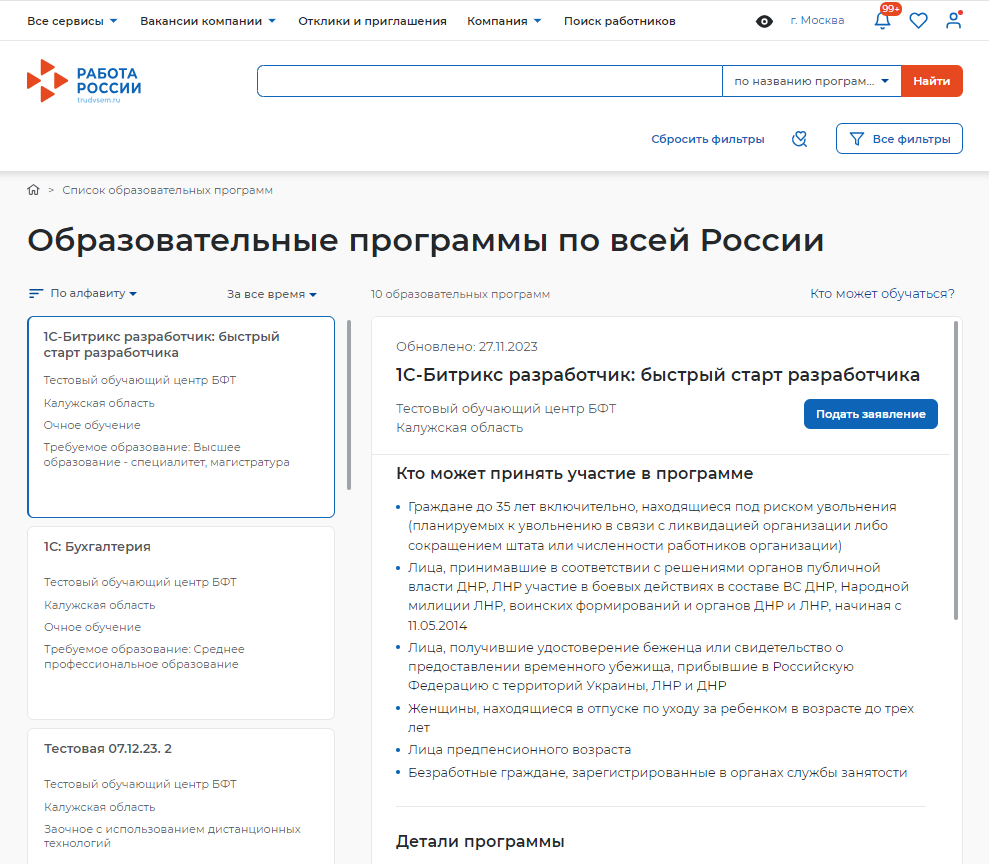 Все сервисы
Вакансии компании
Отклики и приглашения
Компания
Поиск работников
г. Москва
99+
РАБОТА
РОССИИ
trudvsem.ru
по названию програм...
Найти
Сбросить фильтры
Все фильтры
> Список образовательных программ
Образовательные программы по всей России
По алфавиту
За все время
10 образовательных программ
Кто может обучаться?
1С-Битрикс разработчик: быстрый
старт разработчика
Тестовый обучающий центр БФТ
Калужская область
Очное обучение
Требуемое образование: Высшее
образование - специалитет, магистратура
1С: Бухгалтерия
Тестовый обучающий центр БФТ
Калужская область
Очное обучение
Требуемое образование: Среднее
профессиональное образование
Тестовая 07.12.23. 2
Тестовый обучающий центр БФТ
Калужская область
Заочное с использованием дистанционных
технологий
Обновлено: 27.11.2023
1С-Битрикс разработчик: быстрый старт разработчика
Тестовый обучающий центр БФТ
Калужская область
Подать заявление
Кто может принять участие в программе
• Граждане до 35 лет включительно, находящиеся под риском увольнения
(планируемых к увольнению в связи с ликвидацией организации либо
сокращением штата или численности работников организации)
• Лица, принимавшие в соответствии с решениями органов публичной
власти ДНР, ЛНР участие в боевых действиях в составе ВС ДНР, Народной
милиции ЛНР, воинских формирований и органов ДНР и ЛНР, начиная с
11.05.2014
• Лица, получившие удостоверение беженца или свидетельство о
предоставлении временного убежища, прибывшие в Российскую
Федерацию с территорий Украины, ЛНР и ДНР
• Женщины, находящиеся в отпуске по уходу за ребенком в возрасте до трех
лет
• Лица предпенсионного возраста
• Безработные граждане, зарегистрированные в органах службы занятости
Детали программы